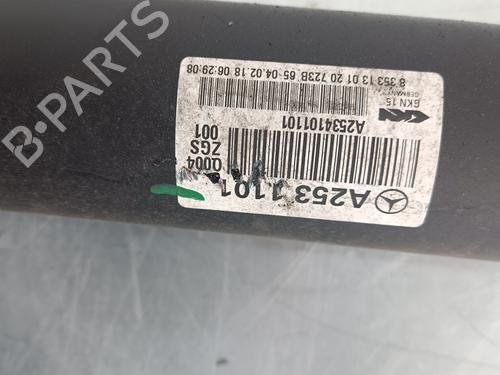 A253 1101
Q004
ZGS
001
A2534101101
GKN 15
GERMANY
8 353 13 01 20 723B 65 04.02.18 06:29:08
B-PARTS